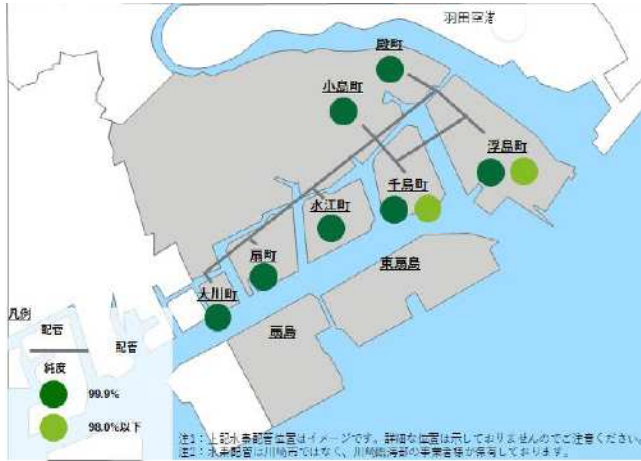 羽田空港
殿町
小島町
浮島町
千鳥町
水江町
扇町
東扇島
大川町
扇島
凡例
配管
配管
純度
99.9%
98.0%以下
注1：上記水素配管位置はイメージです。詳細な位置は示しておりませんのでご注意ください。
注2：水素配管は川崎市ではなく、川崎臨海部の事業者様が保有しております。